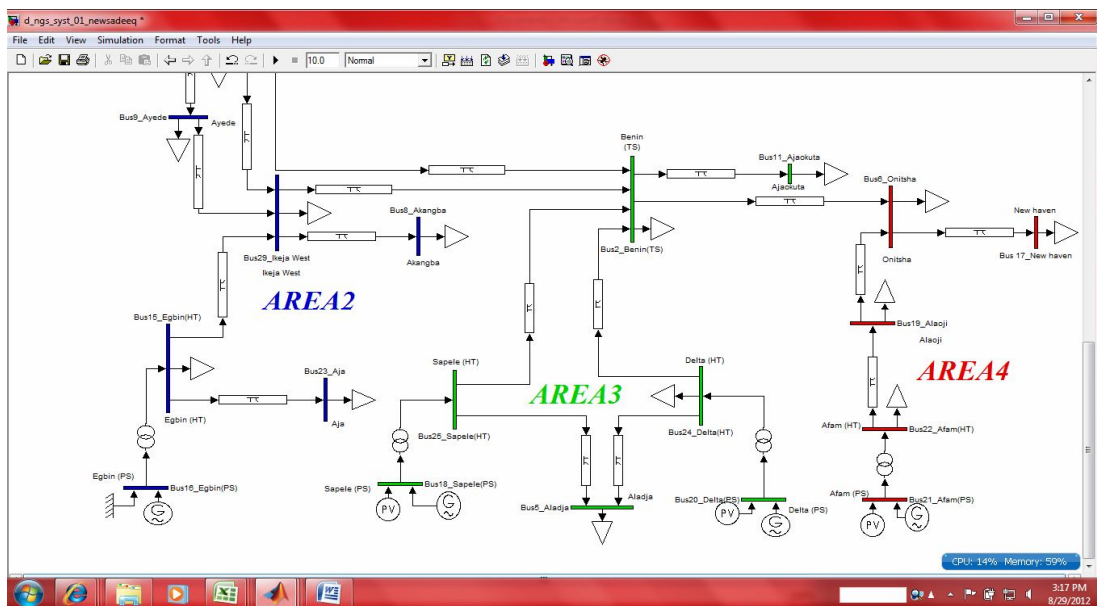 d_ngs_syst_01_newsadeeq *
File Edit View Simulation Format Tools Help
10.0 Normal
Bus9_Ayede
Ayede
Benin
(TS)
Bus11_Ajaokuta
Ajaokuta
Bus6_Onitsha
Bus8_Akangba
New haven
Bus29_Ikeja West
Ikeja West
Akangba
Bus2_Benin(TS)
Onitsha
Bus 17_New haven
AREA2
Bus15_Egbin(HT)
Bus19_Alaoji
Alaoji
Sapele (HT)
Delta (HT)
Bus23_Aja
AREA3
AREA4
Egbin (HT)
Aja
Bus25_Sapele(HT)
Bus24_Delta(HT)
Afam (HT)
Bus22_Afam(HT)
Egbin (PS)
Bus16_Egbin(PS)
G
Sapele (PS)
Bus18_Sapele(PS)
PV
G
Aladja
Bus5_Aladja
Bus20_Delta(PS)
Delta (PS)
PV
G
Afam (PS)
Bus21_Afam(PS)
PV
G
CPU: 14% Memory: 59%
3:17 PM
8/29/2012